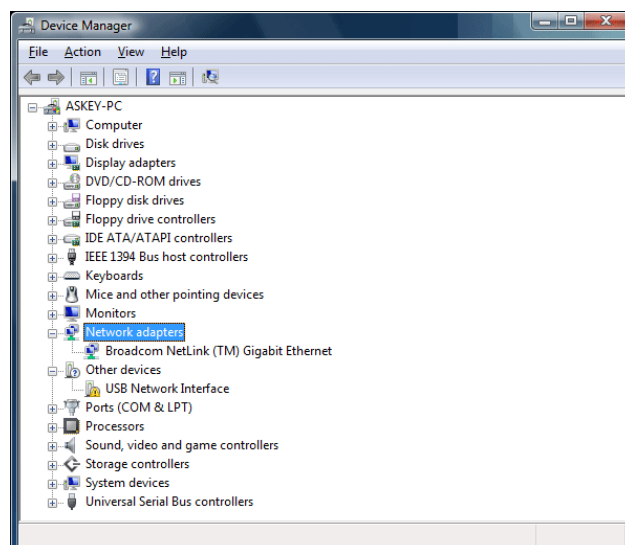 Device Manager
File Action View Help
ASKEY-PC
Computer
Disk drives
Display adapters
DVD/CD-ROM drives
Floppy disk drives
Floppy drive controllers
IDE ATA/ATAPI controllers
IEEE 1394 Bus host controllers
Keyboards
Mice and other pointing devices
Monitors
Network adapters
Broadcom NetLink (TM) Gigabit Ethernet
Other devices
USB Network Interface
Ports (COM & LPT)
Processors
Sound, video and game controllers
Storage controllers
System devices
Universal Serial Bus controllers